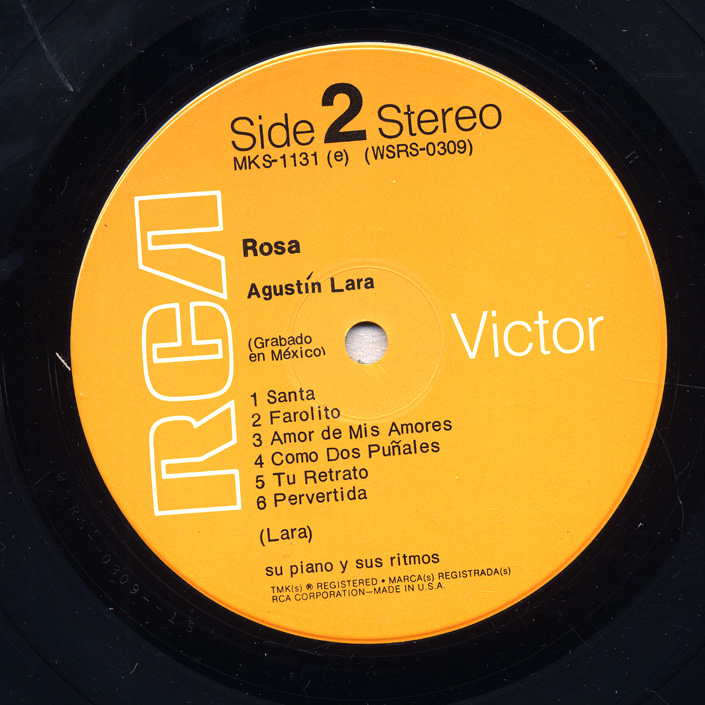 Side 2 Stereo
MKS-1131 (e) (WSRS-0309)
RCA
Rosa
Agustín Lara
Victor
(Grabado
en México)
1 Santa
2 Farolito
3 Amor de Mis Amores
4 Como Dos Puñales
5 Tu Retrato
6 Pervertida
(Lara)
su piano y sus ritmos
TMK(s) ® REGISTERED • MARCA(s) REGISTRADA(s)
RCA CORPORATION—MADE IN U.S.A.